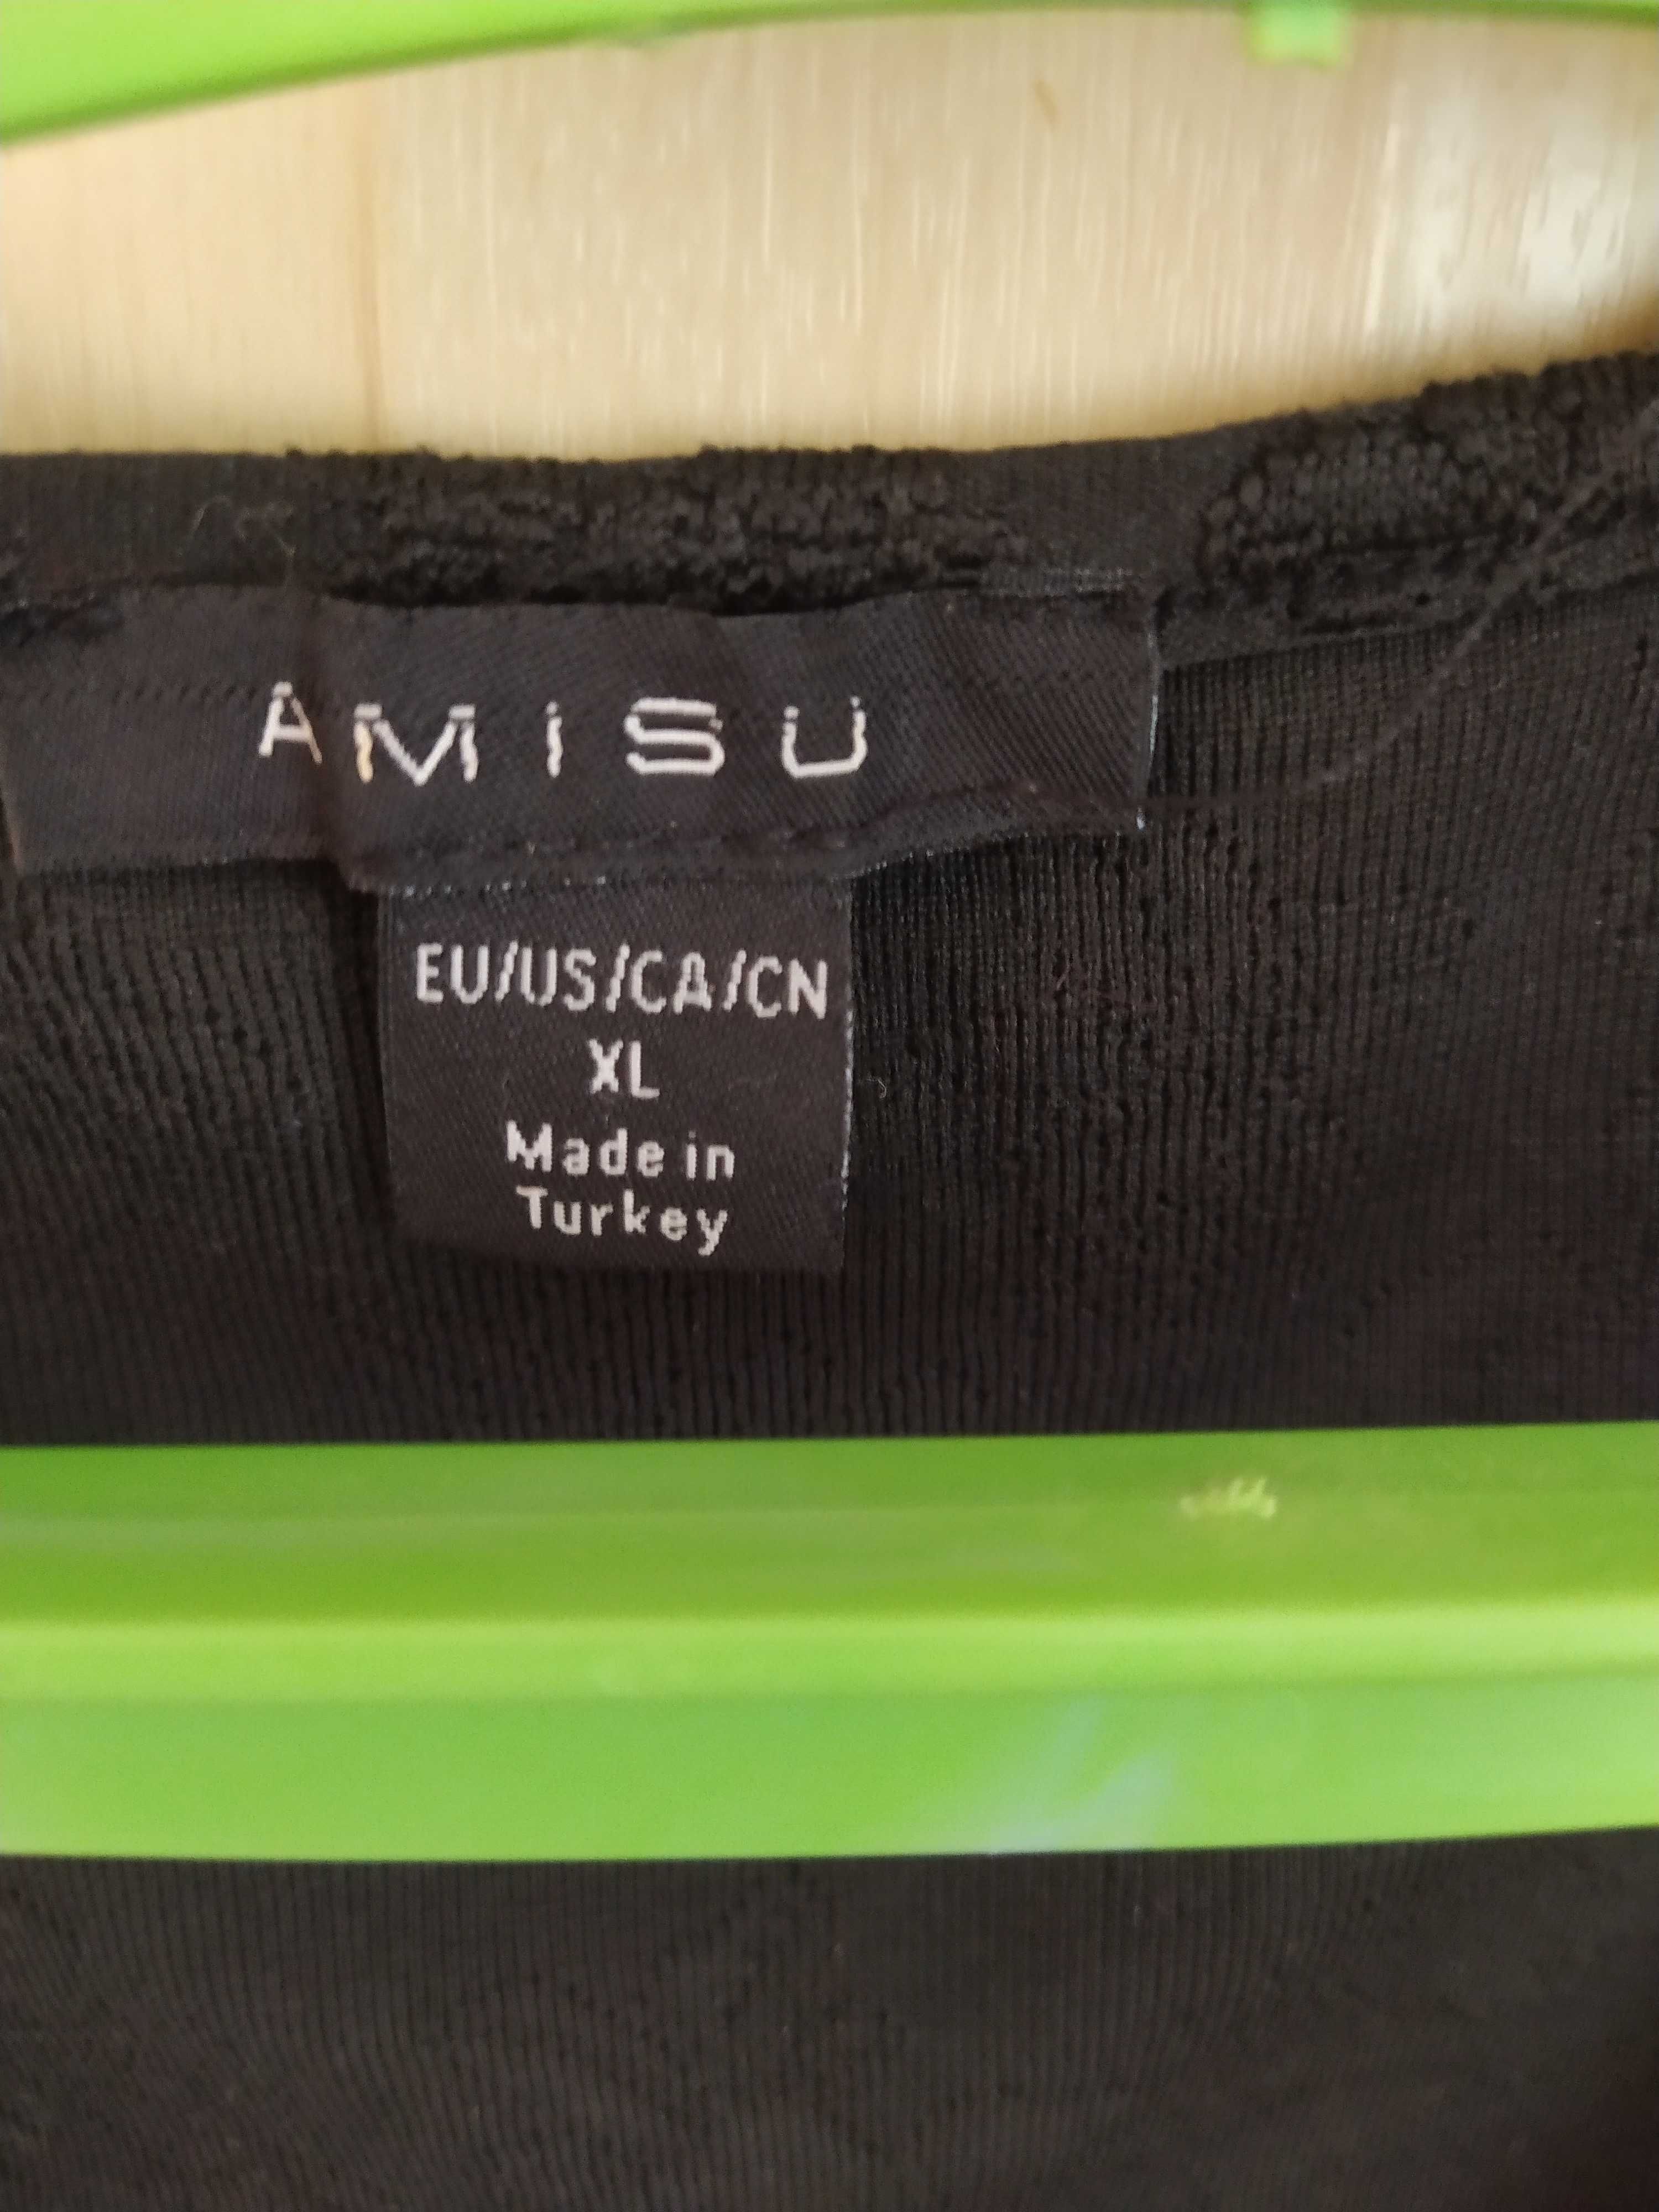 AMISU
EU/US/CA/CN
XL
Made in
Turkey